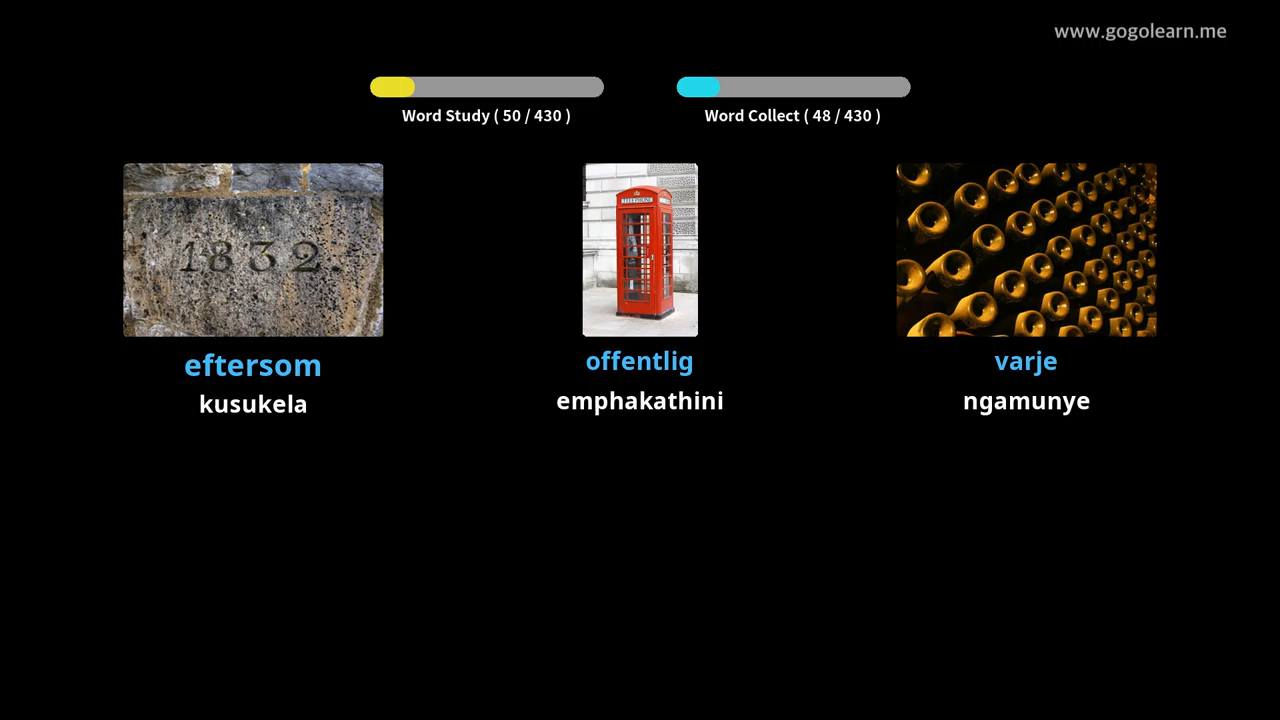 www.gogolearn.me
Word Study ( 50 / 430 )
Word Collect ( 48 / 430 )
1832.
TELEPHONE
eftersom
offentlig
varje
kusukela
emphakathini
ngamunye